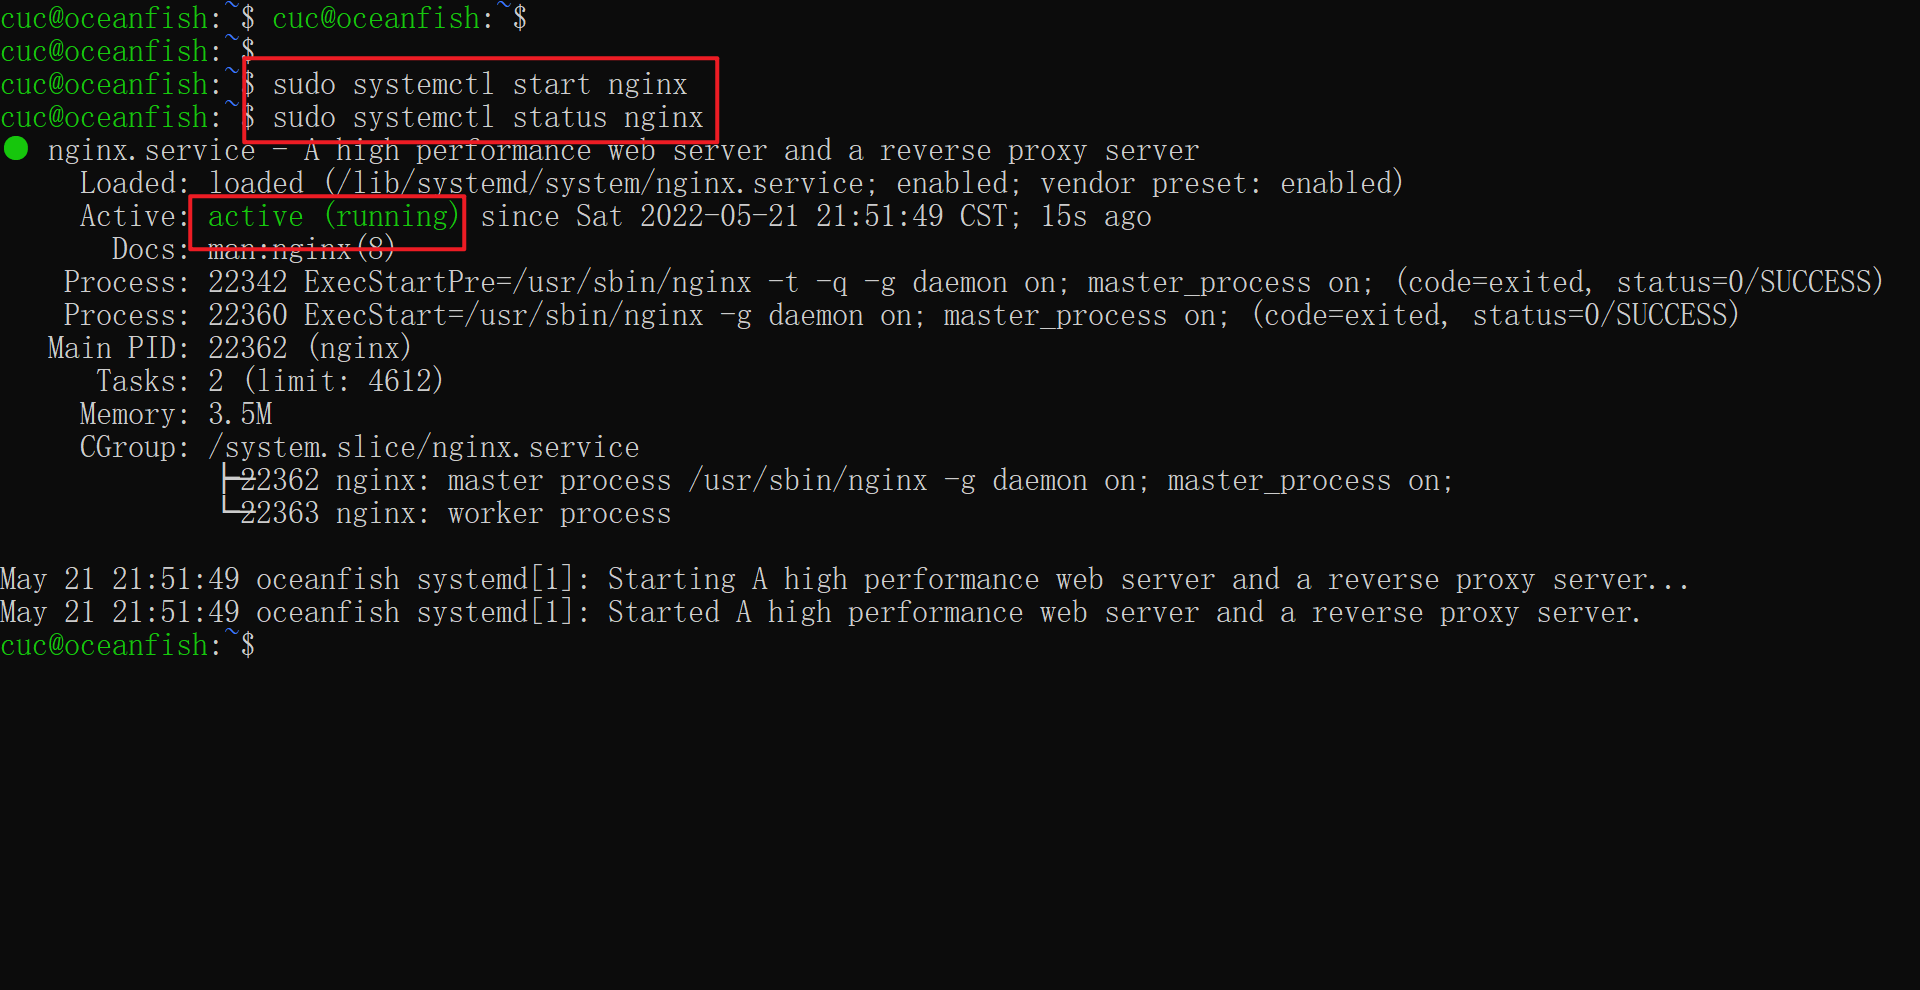 cuc@oceanfish:~$ cuc@oceanfish:~$
cuc@oceanfish:~$
cuc@oceanfish:~$ sudo systemctl start nginx
cuc@oceanfish:~$ sudo systemctl status nginx
● nginx.service - A high performance web server and a reverse proxy server
     Loaded: loaded (/lib/systemd/system/nginx.service; enabled; vendor preset: enabled)
     Active: active (running) since Sat 2022-05-21 21:51:49 CST; 15s ago
       Docs: man:nginx(8)
    Process: 22342 ExecStartPre=/usr/sbin/nginx -t -q -g daemon on; master_process on; (code=exited, status=0/SUCCESS)
    Process: 22360 ExecStart=/usr/sbin/nginx -g daemon on; master_process on; (code=exited, status=0/SUCCESS)
   Main PID: 22362 (nginx)
      Tasks: 2 (limit: 4612)
     Memory: 3.5M
     CGroup: /system.slice/nginx.service
             ├─22362 nginx: master process /usr/sbin/nginx -g daemon on; master_process on;
             └─22363 nginx: worker process
May 21 21:51:49 oceanfish systemd[1]: Starting A high performance web server and a reverse proxy server...
May 21 21:51:49 oceanfish systemd[1]: Started A high performance web server and a reverse proxy server.
cuc@oceanfish:~$